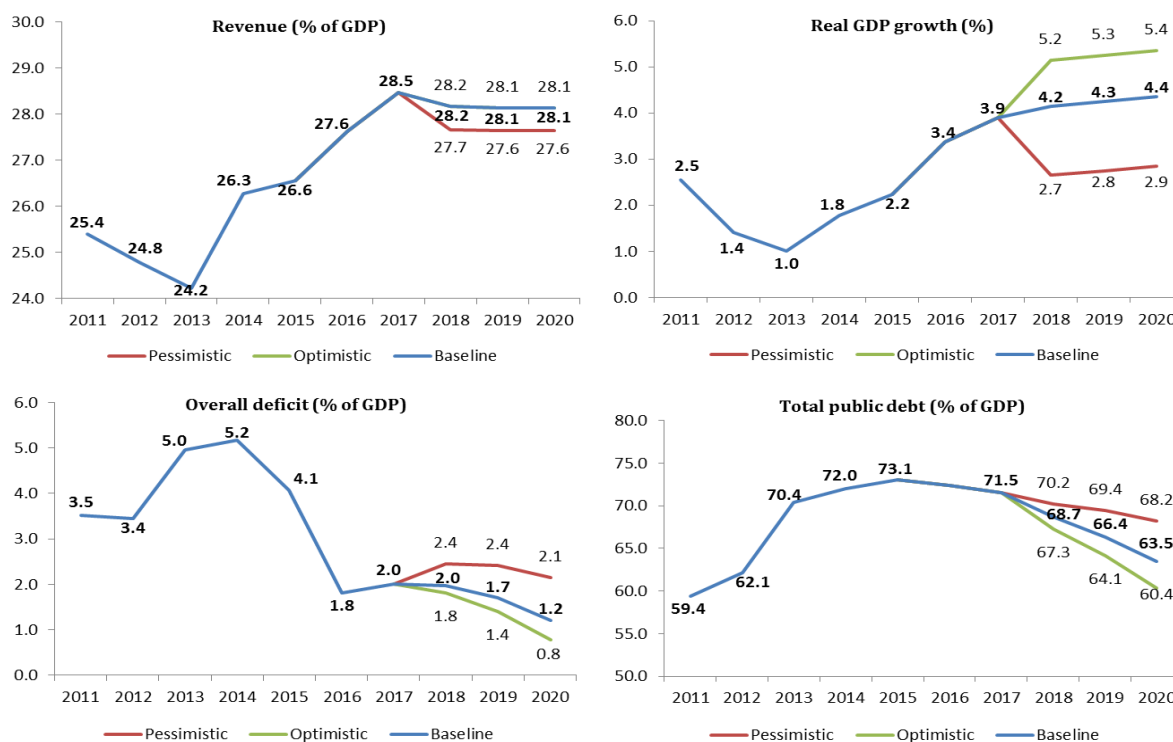 Revenue (% of GDP)
30.0
29.0
28.0
27.0
26.0
25.0
24.0
25.4
24.8
24.2
26.3
26.6
27.6
28.5
28.2 28.1 28.1
28.2 28.1 28.1
27.7 27.6 27.6
2011 2012 2013 2014 2015 2016 2017 2018 2019 2020
Pessimistic Optimistic Baseline
Real GDP growth (%)
6.0
5.0
4.0
3.0
2.0
1.0
0.0
2.5
1.4
1.0
1.8
2.2
3.4
3.9
5.2 5.3 5.4
4.2 4.3 4.4
2.7 2.8 2.9
2011 2012 2013 2014 2015 2016 2017 2018 2019 2020
Pessimistic Optimistic Baseline
Overall deficit (% of GDP)
6.0
5.0
4.0
3.0
2.0
1.0
0.0
3.5
3.4
5.0
5.2
4.1
1.8
2.0
2.4 2.4 2.1
2.0 1.7 1.2
1.8 1.4 0.8
2011 2012 2013 2014 2015 2016 2017 2018 2019 2020
Pessimistic Optimistic Baseline
Total public debt (% of GDP)
80.0
75.0
70.0
65.0
60.0
55.0
50.0
59.4
62.1
70.4
72.0
73.1
71.5
70.2 69.4 68.2
68.7 66.4 63.5
67.3 64.1 60.4
2011 2012 2013 2014 2015 2016 2017 2018 2019 2020
Pessimistic Optimistic Baseline